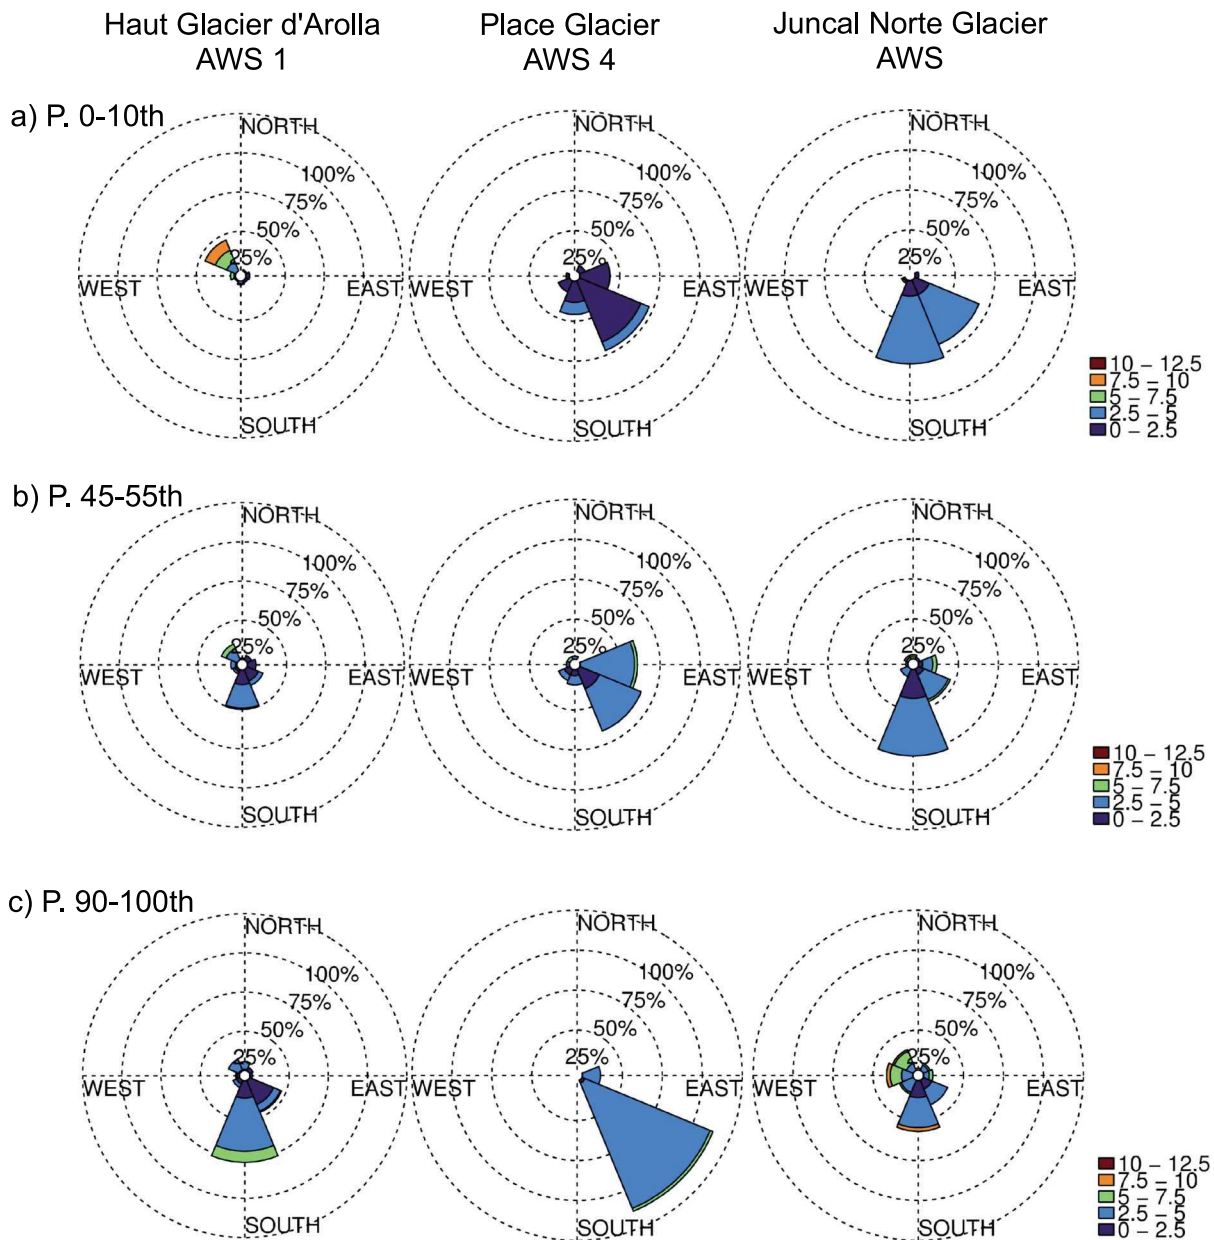 Haut Glacier d'Arolla
AWS 1
Place Glacier
AWS 4
Juncal Norte Glacier
AWS
a) P. 0-10th
NORTH
100%
75%
50%
25%
WEST
EAST
SOUTH
NORTH
100%
75%
50%
25%
WEST
EAST
SOUTH
NORTH
100%
75%
50%
25%
WEST
EAST
SOUTH
10 – 12.5
7.5 – 10
5 – 7.5
2.5 – 5
0 – 2.5
b) P. 45-55th
NORTH
100%
75%
50%
25%
WEST
EAST
SOUTH
NORTH
100%
75%
50%
25%
WEST
EAST
SOUTH
NORTH
100%
75%
50%
25%
WEST
EAST
SOUTH
10 – 12.5
7.5 – 10
5 – 7.5
2.5 – 5
0 – 2.5
c) P. 90-100th
NORTH
100%
75%
50%
25%
WEST
EAST
SOUTH
NORTH
100%
75%
50%
25%
WEST
EAST
SOUTH
NORTH
100%
75%
50%
25%
WEST
EAST
SOUTH
10 – 12.5
7.5 – 10
5 – 7.5
2.5 – 5
0 – 2.5